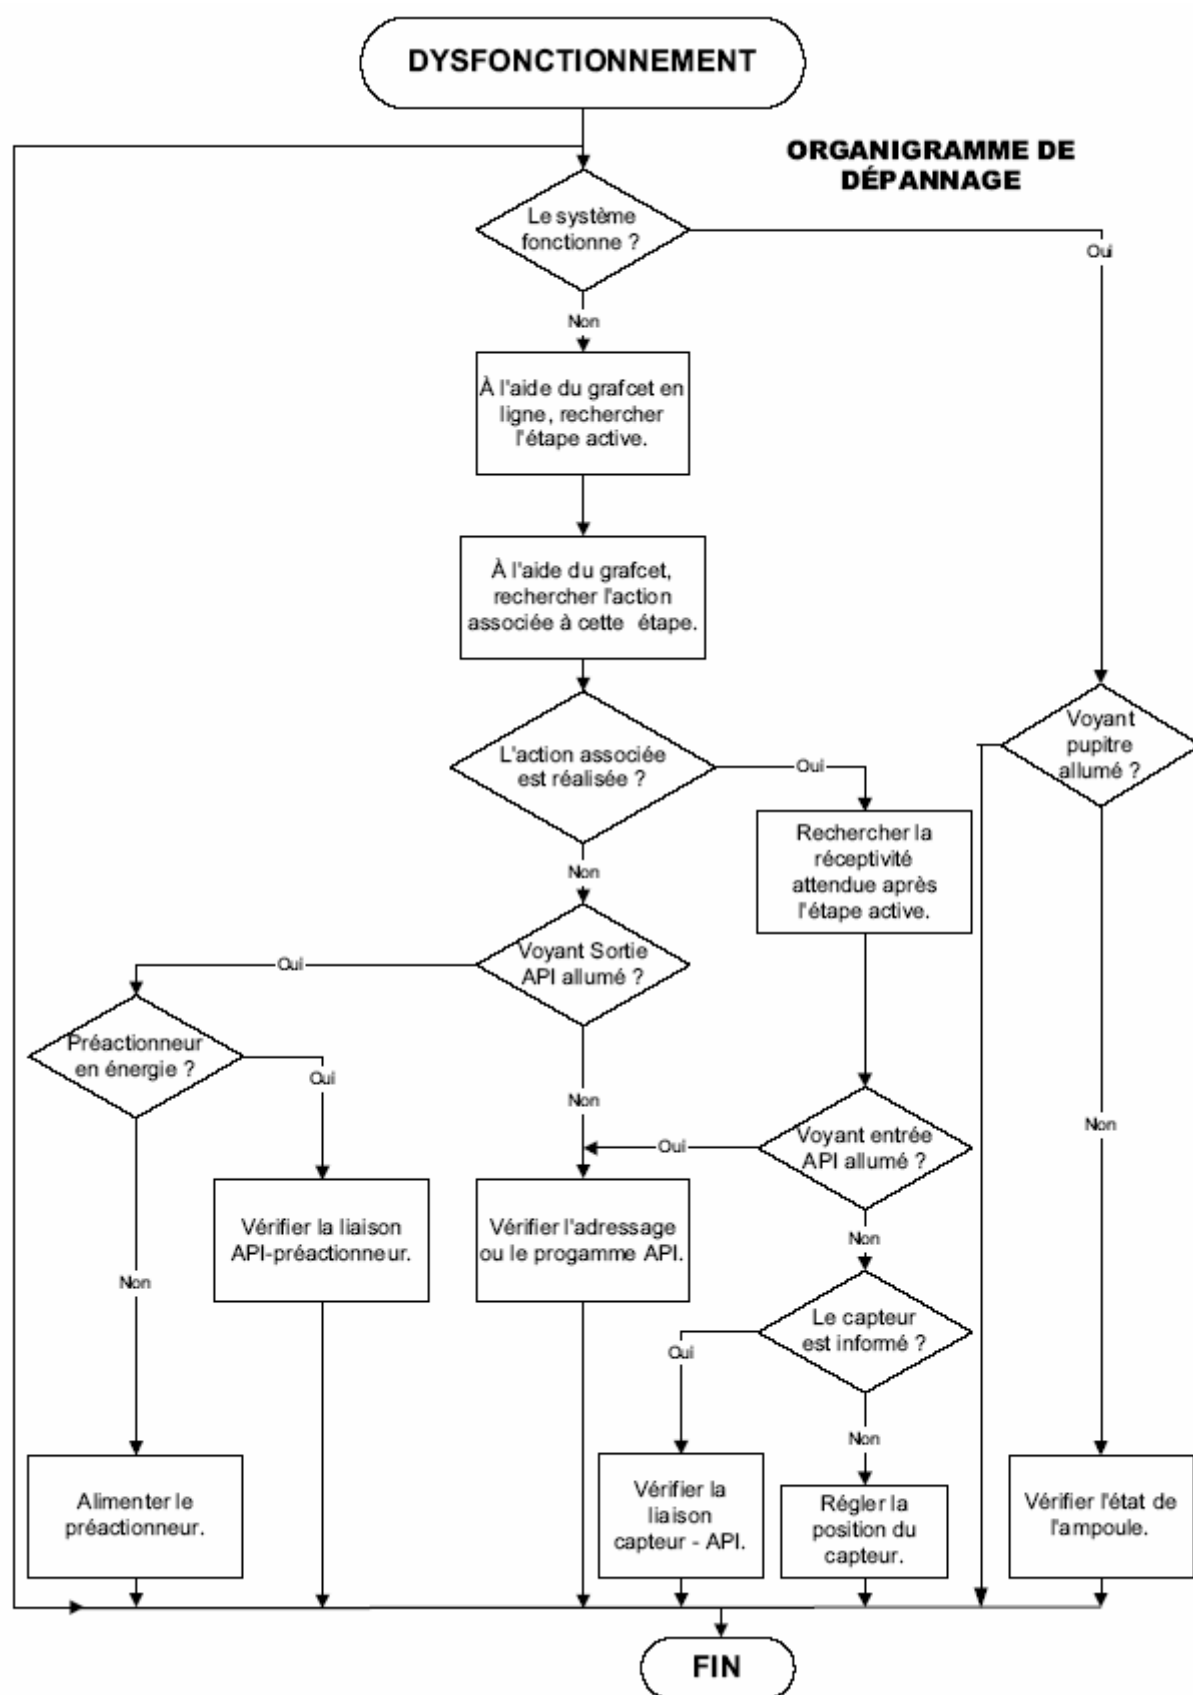 DYSFONCTIONNEMENT
ORGANIGRAMME DE
DÉPANNAGE
Le système
fonctionne ?
Oui
Non
À l'aide du grafcet en
ligne, rechercher
l'étape active.
À l'aide du grafcet,
rechercher l'action
associée à cette étape.
L'action associée
est réalisée ?
Oui
Voyant
pupitre
allumé ?
Rechercher la
réceptivité
attendue après
l'étape active.
Non
Voyant Sortie
API allumé ?
Oui
Préactionneur
en énergie ?
Oui
Non
Non
Voyant entrée
API allumé ?
Oui
Vérifier la liaison
API-préactionneur.
Vérifier l'adressage
ou le progamme API.
Non
Non
Le capteur
est informé ?
Oui
Non
Alimenter le
préactionneur.
Vérifier la
liaison
capteur - API.
Régler la
position du
capteur.
Vérifier l'état de
l'ampoule.
FIN